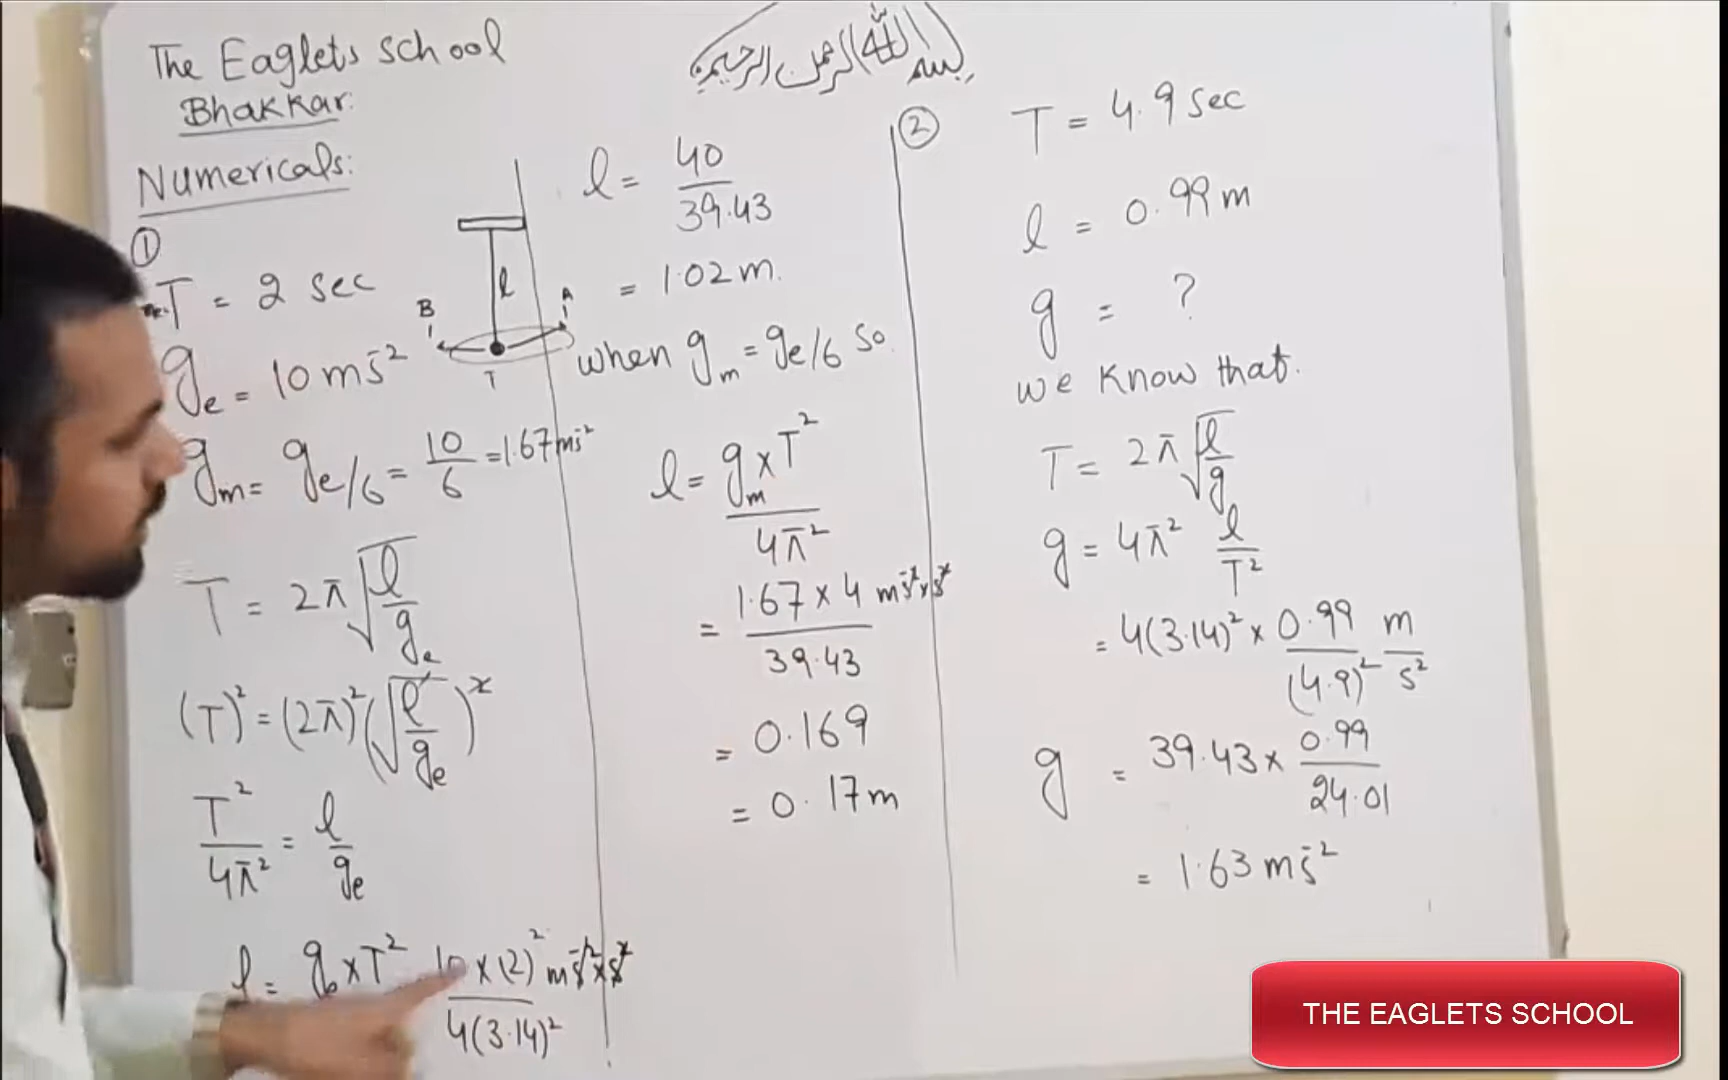 The Eaglets School
Bhakkar:
Numericals:
①
T = 2 sec
gₑ = 10 ms⁻²
gₘ = gₑ/6 = 10/6 = 1.67 ms⁻²
B
l
A
T
T = 2π√(l/gₑ)
(T)² = (2π)²(√(l/gₑ))²
T²/4π² = l/gₑ
l = gₑ×T² 10×(2)² ms⁻²×s²
4(3.14)²
بسم اللہ الرحمن الرحیم
l = 40/39.43
= 1.02 m.
when gₘ = gₑ/6 so
l = gₘ×T²/4π²
= 1.67×4 ms⁻²×s²/39.43
= 0.169
= 0.17 m
②
T = 4.9 sec
l = 0.99 m
g = ?
we know that.
T = 2π√(l/g)
g = 4π² l/T²
= 4(3.14)² × 0.99/(4.9)² m/s²
g = 39.43 × 0.99/24.01
= 1.63 ms⁻²
THE EAGLETS SCHOOL